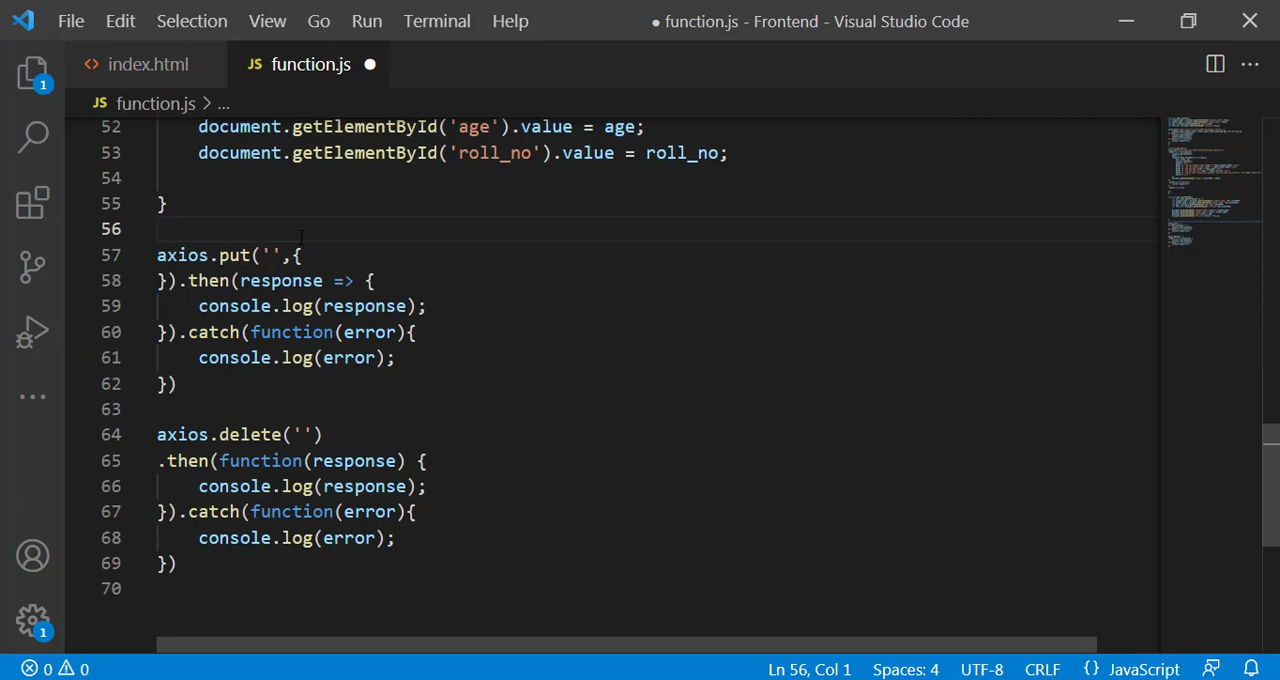 File Edit Selection View Go Run Terminal Help ● function.js - Frontend - Visual Studio Code
index.html JS function.js ●
JS function.js > ...
52 document.getElementById('age').value = age;
53 document.getElementById('roll_no').value = roll_no;
54
55 }
56
57 axios.put('',{
58 }).then(response => {
59 console.log(response);
60 }).catch(function(error){
61 console.log(error);
62 })
63
64 axios.delete('')
65 .then(function(response) {
66 console.log(response);
67 }).catch(function(error){
68 console.log(error);
69 })
70
1
1
0 0 Ln 56, Col 1 Spaces: 4 UTF-8 CRLF {} JavaScript